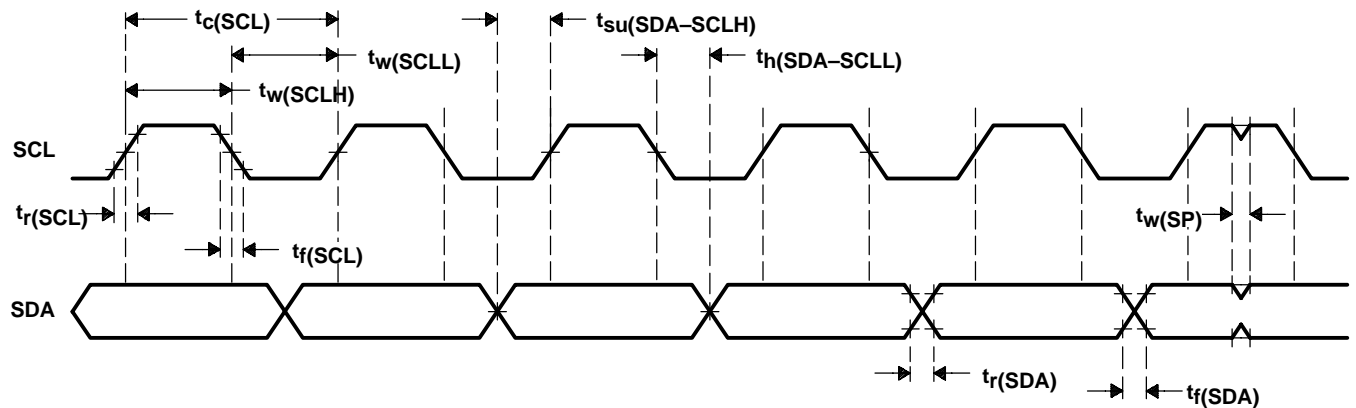 tc(SCL)
tsu(SDA–SCLH)
tw(SCLL)
th(SDA–SCLL)
tw(SCLH)
SCL
tr(SCL)
tw(SP)
tf(SCL)
SDA
tr(SDA)
tf(SDA)